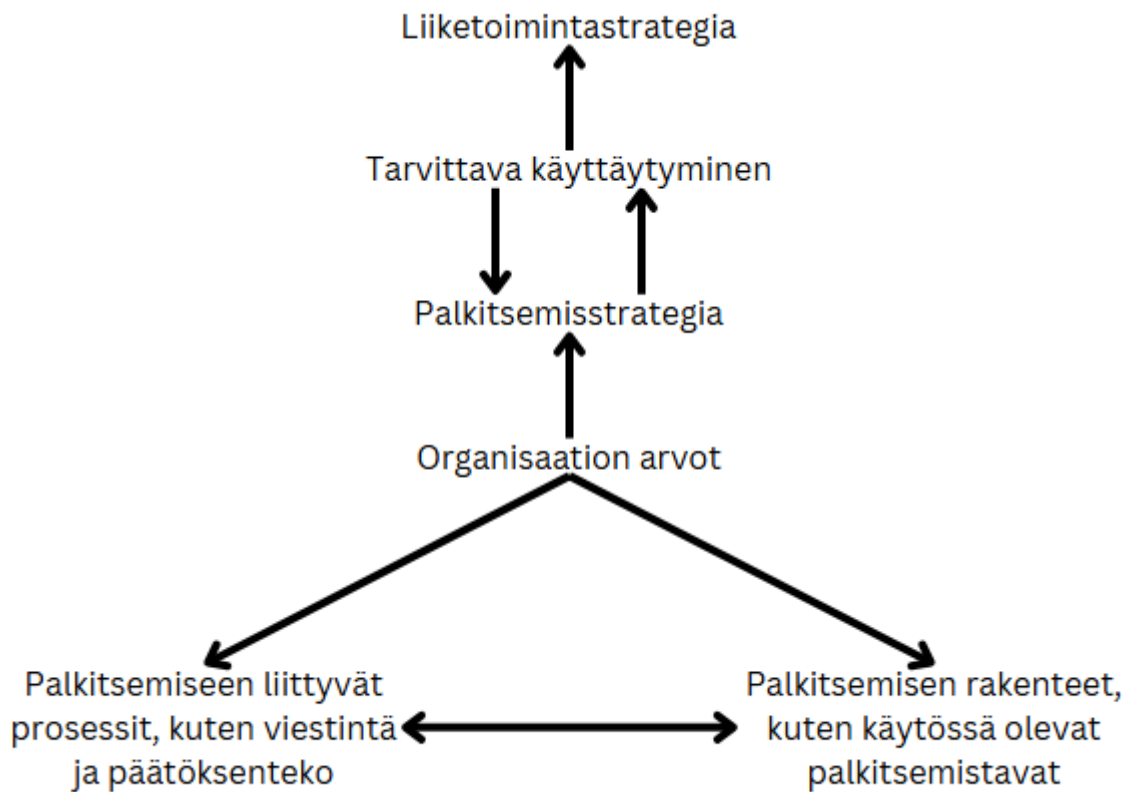 Liiketoimintastrategia
Tarvittava käyttäytyminen
Palkitsemisstrategia
Organisaation arvot
Palkitsemiseen liittyvät
prosessit, kuten viestintä
ja päätöksenteko
Palkitsemisen rakenteet,
kuten käytössä olevat
palkitsemistavat